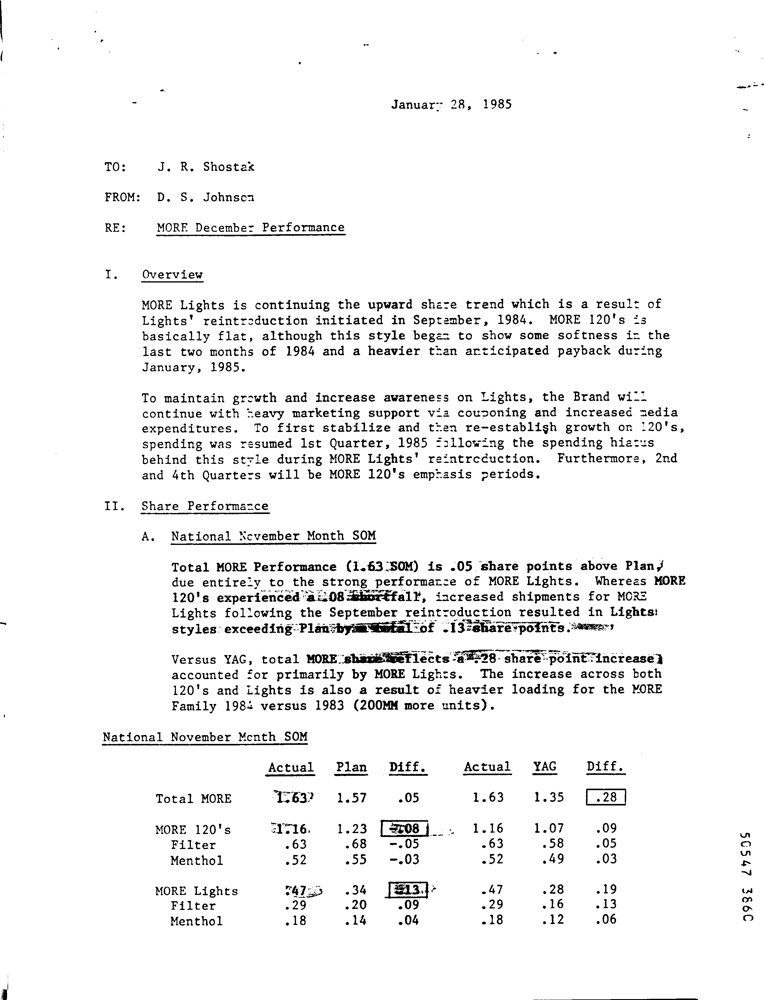 January 28, 1985
TO: J. R. Shostak
FROM: D. S. Johnson
RE: MORE December Performance
I. Overview
MORE Lights is continuing the upward share trend which is a result of
Lights' reintroduction initiated in September, 1984. MORE 120's is
basically flat, although this style began to show some softness in the
last two months of 1984 and a heavier than anticipated payback during
January, 1985.
To maintain growth and increase awareness on Lights, the Brand will
continue with heavy marketing support via couponing and increased media
expenditures. To first stabilize and then re-establish growth on 120's,
spending was resumed 1st Quarter, 1985 following the spending hiatus
behind this style during MORE Lights' reintroduction. Furthermore, 2nd
and 4th Quarters will be MORE 120's emphasis periods.
II. Share Performance
A. National November Month SOM
Total MORE Performance (1.63 SOM) is .05 share points above Plan,
due entirely to the strong performance of MORE Lights. Whereas MORE
120's experienced a .08 shortfall, increased shipments for MORE
Lights following the September reintroduction resulted in Lights
styles exceeding Plan by a total of .13 share points.
Versus YAG, total MORE share reflects a .28 share point increase
accounted for primarily by MORE Lights. The increase across both
120's and Lights is also a result of heavier loading for the MORE
Family 1984 versus 1983 (200MM more units).
National November Month SOM
Actual Plan Diff. Actual YAG Diff.
Total MORE 1.63 1.57 .05 1.63 1.35 .28
MORE 120's 1.16 1.23 -.08 1.16 1.07 .09
Filter .63 .68 -.05 .63 .58 .05
Menthol .52 .55 -.03 .52 .49 .03
MORE Lights .47 .34 .13 .47 .28 .19
Filter .29 .20 .09 .29 .16 .13
Menthol .18 .14 .04 .18 .12 .06
50547 3860